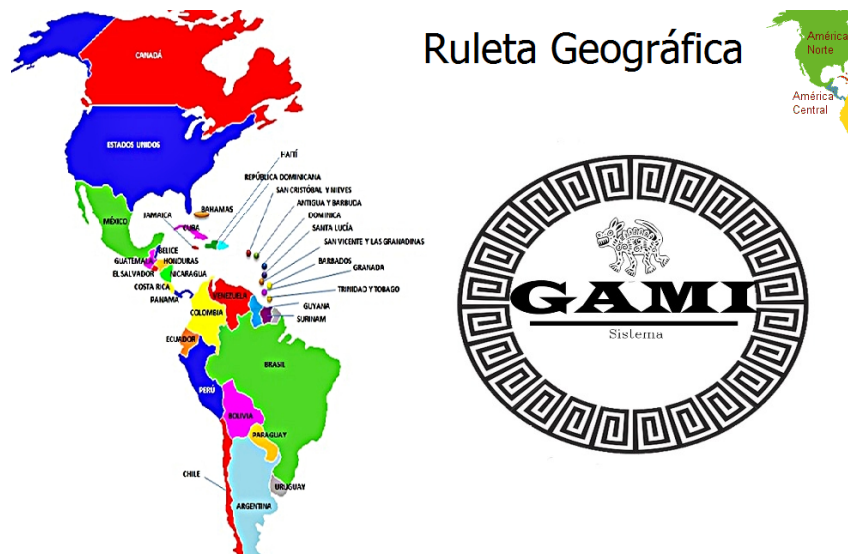 Ruleta Geográfica
América
Norte
América
Central
CANADÁ
ESTADOS UNIDOS
HAITÍ
REPÚBLICA DOMINICANA
SAN CRISTÓBAL Y NIEVES
ANTIGUA Y BARBUDA
DOMINICA
SANTA LUCÍA
SAN VICENTE Y LAS GRANADINAS
BARBADOS
GRANADA
TRINIDAD Y TOBAGO
BAHAMAS
JAMAICA
CUBA
MÉXICO
BELICE
GUATEMALA
HONDURAS
EL SALVADOR
NICARAGUA
COSTA RICA
PANAMA
VENEZUELA
GUYANA
SURINAM
COLOMBIA
ECUADOR
BRASIL
PERÚ
BOLIVIA
PARAGUAY
CHILE
URUGUAY
ARGENTINA
GAMI
Sistema